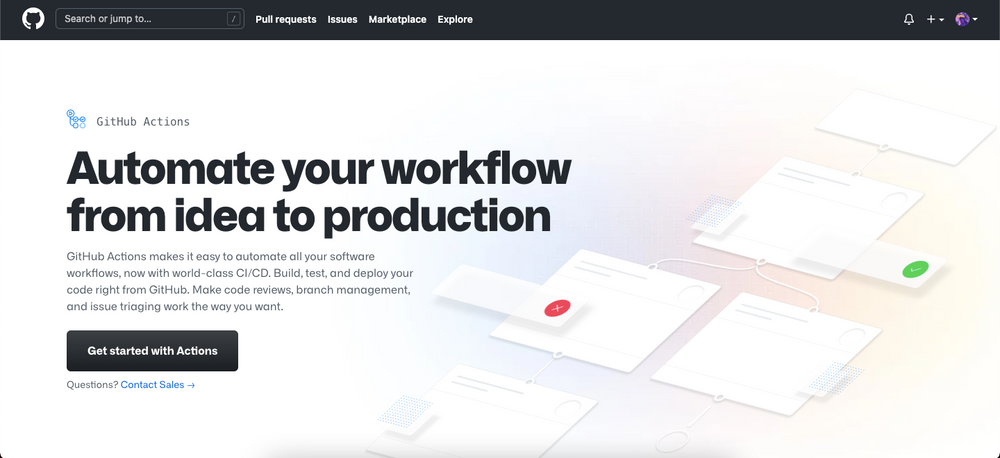 Search or jump to... /
Pull requests Issues Marketplace Explore
GitHub Actions
Automate your workflow
from idea to production
GitHub Actions makes it easy to automate all your software
workflows, now with world-class CI/CD. Build, test, and deploy your
code right from GitHub. Make code reviews, branch management,
and issue triaging work the way you want.
Get started with Actions
Questions? Contact Sales →